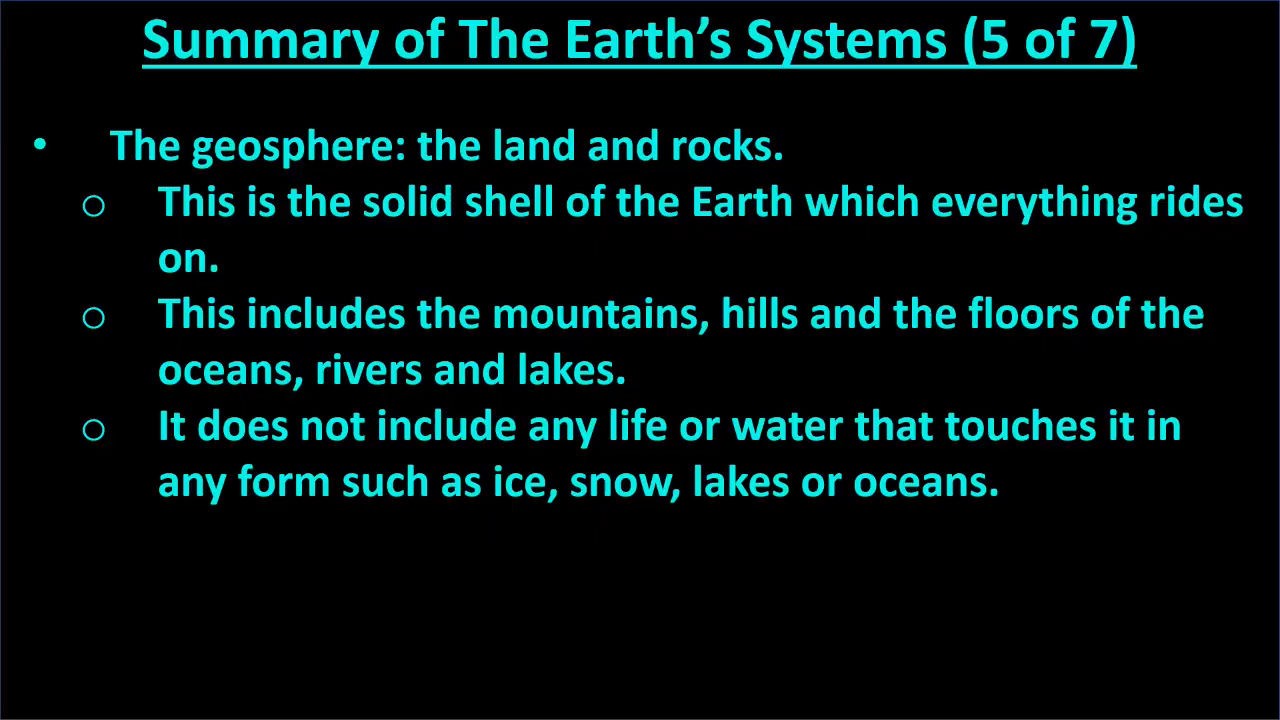 Summary of The Earth’s Systems (5 of 7)
• The geosphere: the land and rocks.
o This is the solid shell of the Earth which everything rides
on.
o This includes the mountains, hills and the floors of the
oceans, rivers and lakes.
o It does not include any life or water that touches it in
any form such as ice, snow, lakes or oceans.